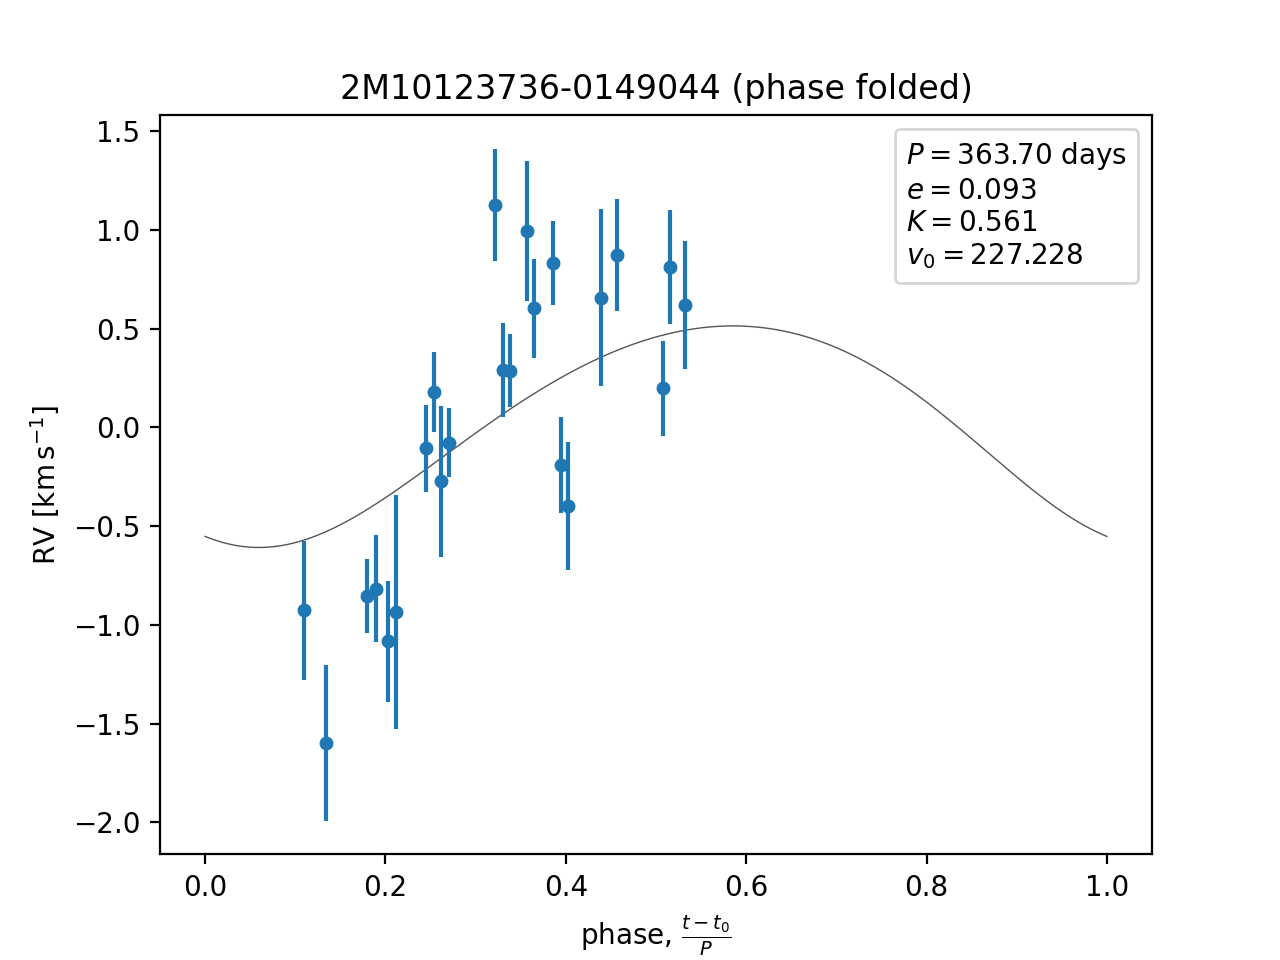 2M10123736-0149044 (phase folded)
P = 363.70 days
e = 0.093
K = 0.561
v₀ = 227.228
1.5
1.0
0.5
0.0
−0.5
−1.0
−1.5
−2.0
RV [km s⁻¹]
0.0 0.2 0.4 0.6 0.8 1.0
phase, (t − t₀)/P